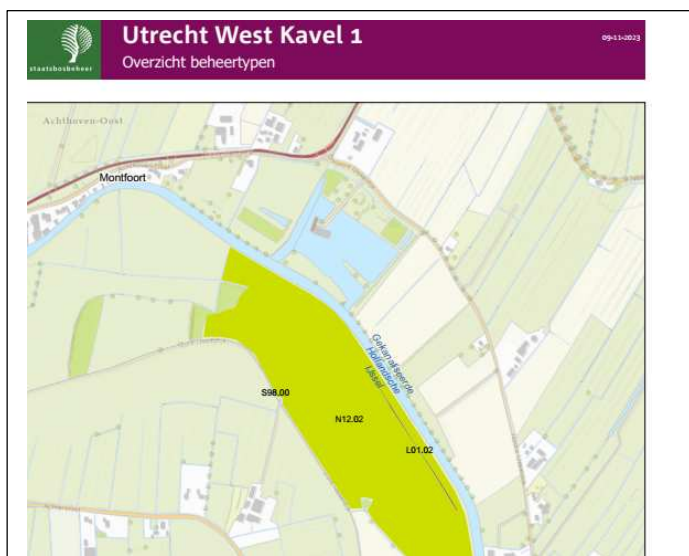 Utrecht West Kavel 1
09-11-2023
Overzicht beheertypen
staatsbosbeheer
Achthoven-Oost
Montfoort
Gekanaliseerde
Hollandsche
IJssel
S98.00
N12.02
L01.02